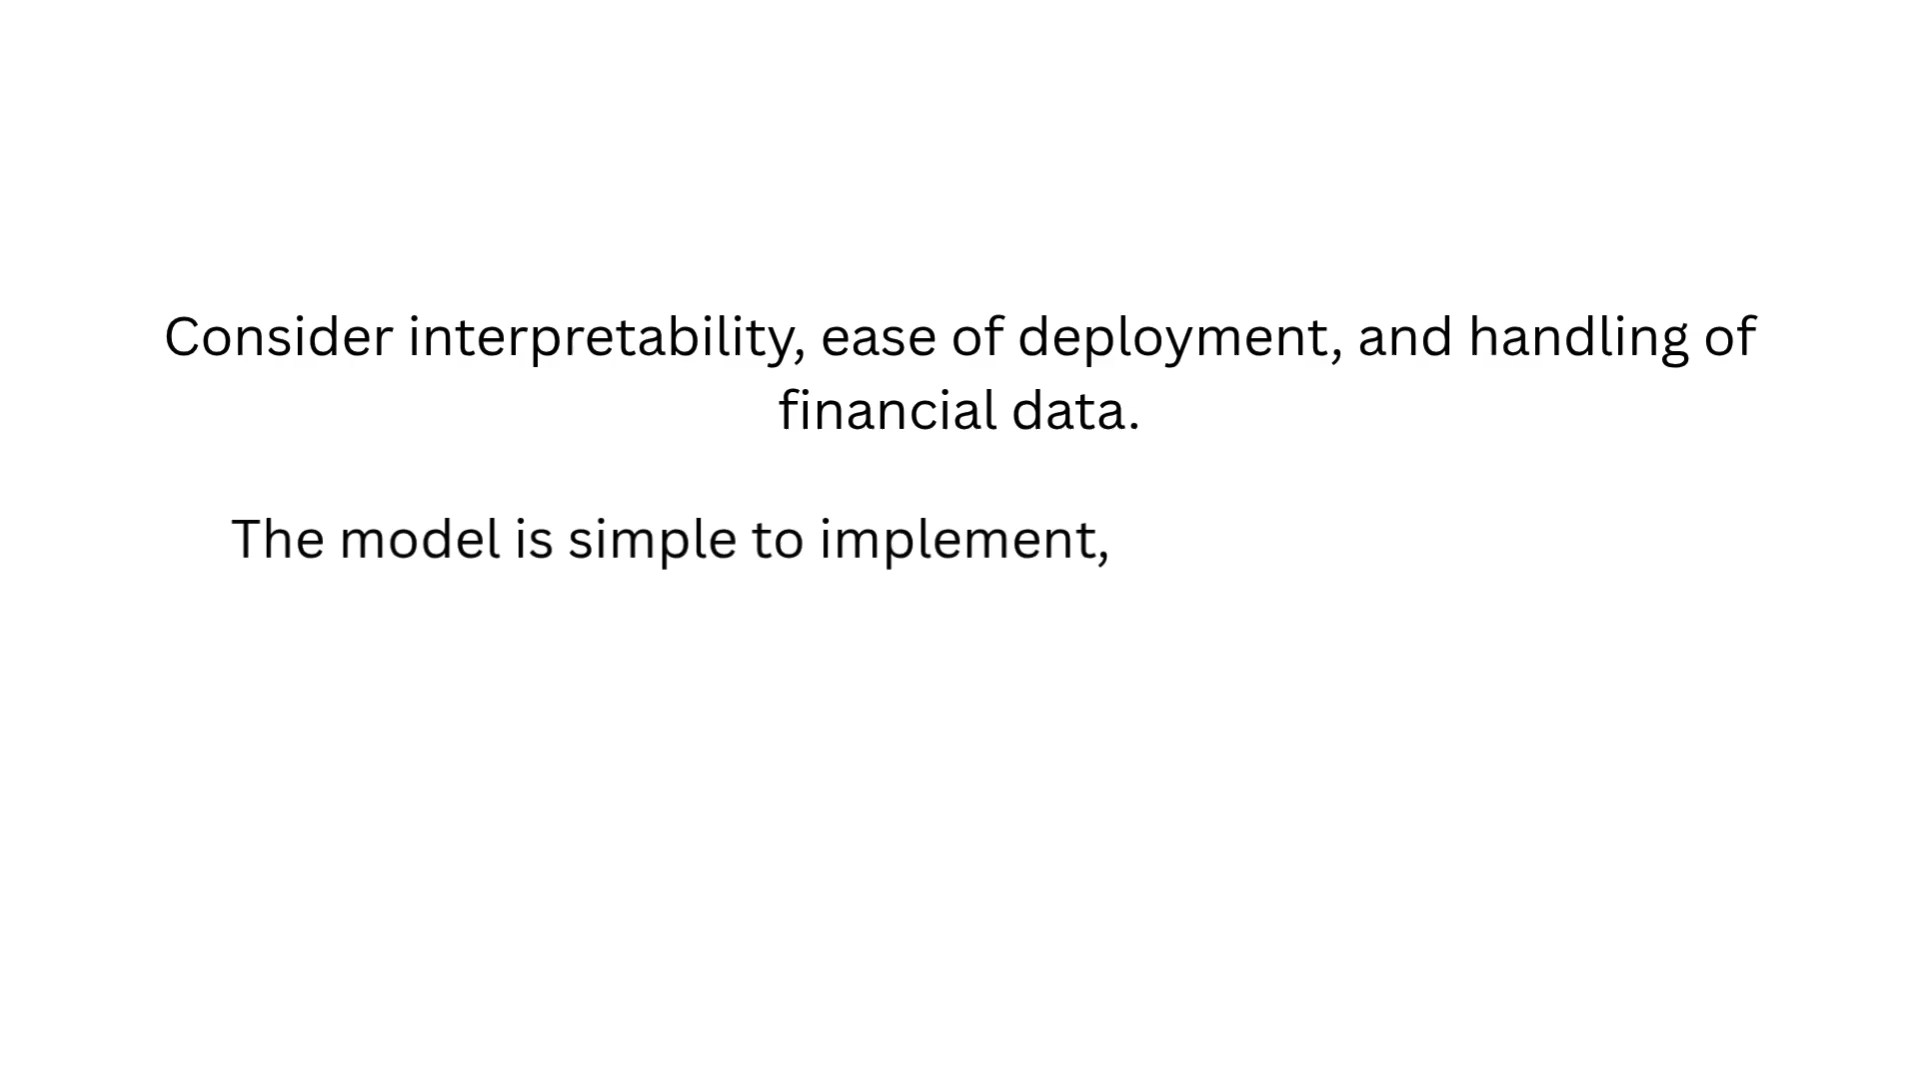 Consider interpretability, ease of deployment, and handling of
financial data.
The model is simple to implement,